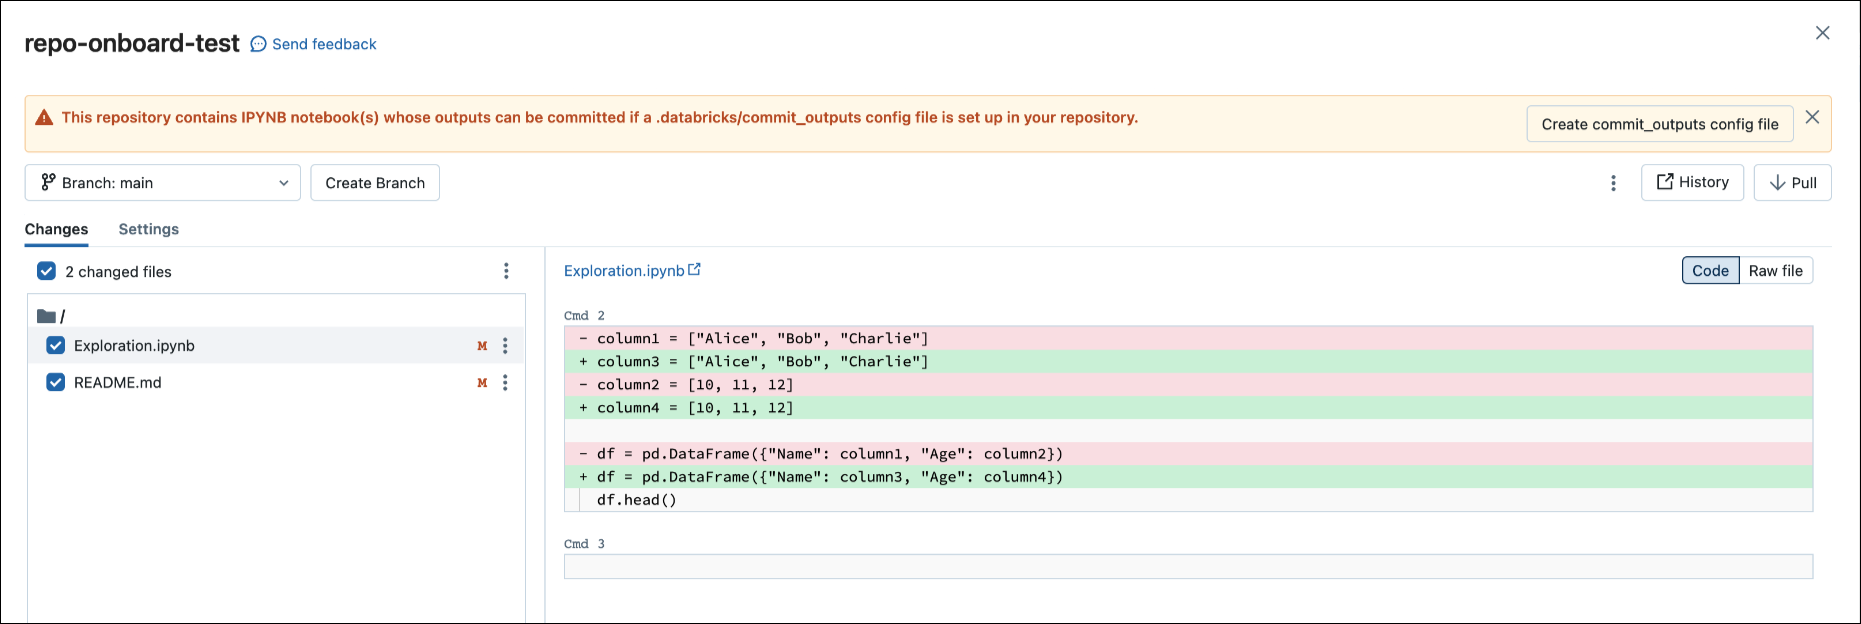 repo-onboard-test Send feedback
This repository contains IPYNB notebook(s) whose outputs can be committed if a .databricks/commit_outputs config file is set up in your repository.
Create commit_outputs config file
Branch: main
Create Branch
History
Pull
Changes
Settings
2 changed files
/
Exploration.ipynb M
README.md M
Exploration.ipynb
Code
Raw file
Cmd 2
- column1 = ["Alice", "Bob", "Charlie"]
+ column3 = ["Alice", "Bob", "Charlie"]
- column2 = [10, 11, 12]
+ column4 = [10, 11, 12]
- df = pd.DataFrame({"Name": column1, "Age": column2})
+ df = pd.DataFrame({"Name": column3, "Age": column4})
df.head()
Cmd 3